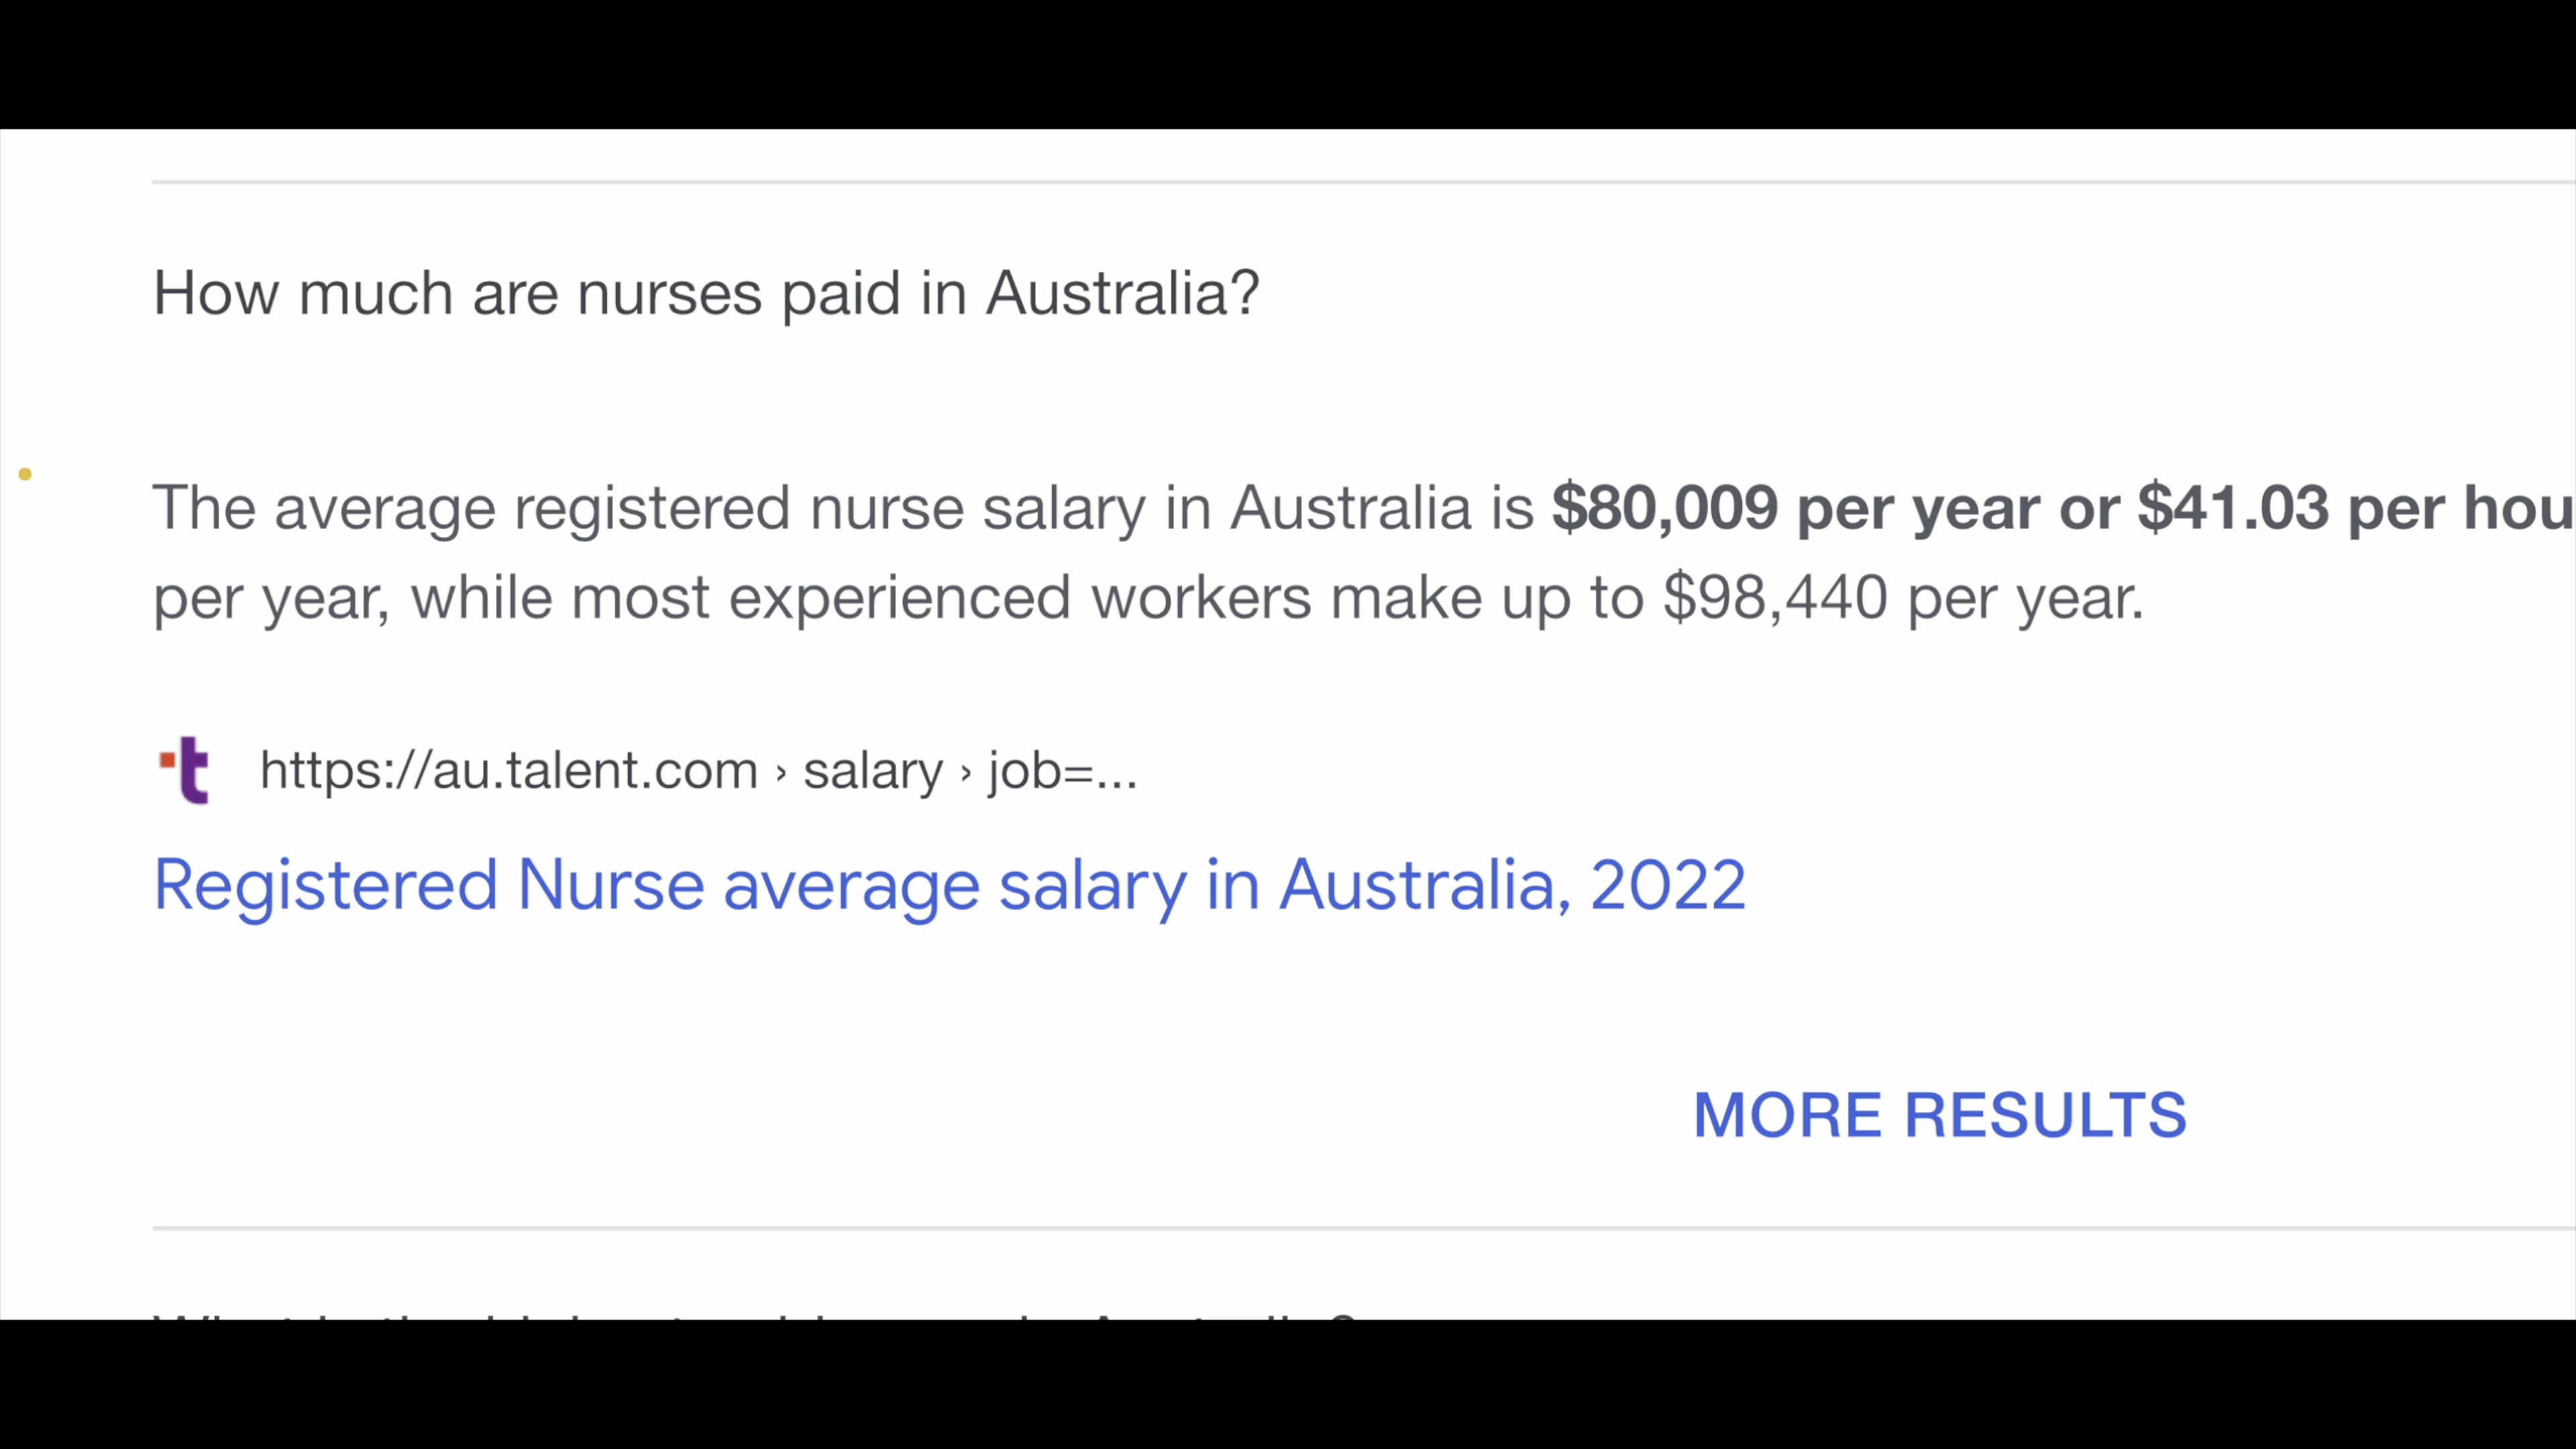 How much are nurses paid in Australia?
The average registered nurse salary in Australia is $80,009 per year or $41.03 per hou
per year, while most experienced workers make up to $98,440 per year.
https://au.talent.com › salary › job=...
Registered Nurse average salary in Australia, 2022
MORE RESULTS